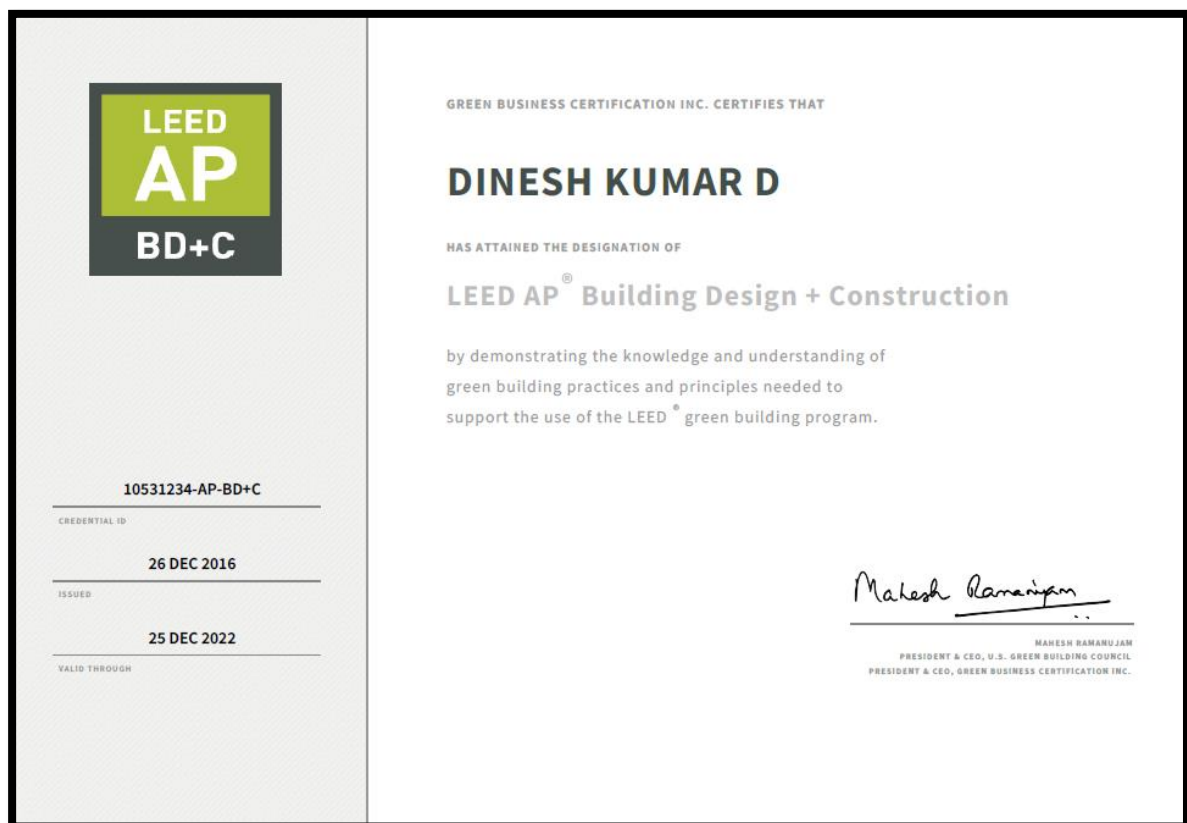 LEED
AP
BD+C
10531234-AP-BD+C
CREDENTIAL ID
26 DEC 2016
ISSUED
25 DEC 2022
VALID THROUGH
GREEN BUSINESS CERTIFICATION INC. CERTIFIES THAT
DINESH KUMAR D
HAS ATTAINED THE DESIGNATION OF
LEED AP® Building Design + Construction
by demonstrating the knowledge and understanding of
green building practices and principles needed to
support the use of the LEED ® green building program.
Mahesh Ramanujam
MAHESH RAMANUJAM
PRESIDENT & CEO, U.S. GREEN BUILDING COUNCIL
PRESIDENT & CEO, GREEN BUSINESS CERTIFICATION INC.